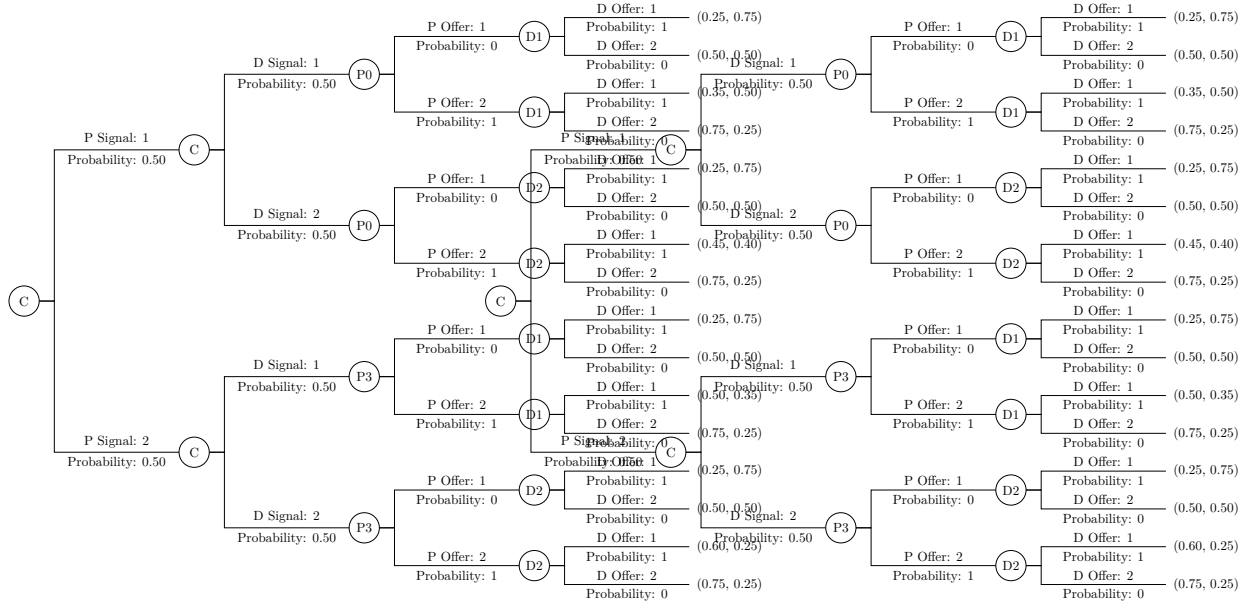 C
P Signal: 1
Probability: 0.50
C
D Signal: 1
Probability: 0.50
P0
P Offer: 1
Probability: 0
D1
D Offer: 1
Probability: 1
(0.25, 0.75)
D Offer: 2
Probability: 0
(0.50, 0.50)
P Offer: 2
Probability: 1
D1
D Offer: 1
Probability: 1
(0.35, 0.50)
D Offer: 2
Probability: 0
(0.75, 0.25)
D Signal: 2
Probability: 0.50
P0
P Offer: 1
Probability: 0
D2
D Offer: 1
Probability: 1
(0.25, 0.75)
D Offer: 2
Probability: 0
(0.50, 0.50)
P Offer: 2
Probability: 1
D2
D Offer: 1
Probability: 1
(0.45, 0.40)
D Offer: 2
Probability: 0
(0.75, 0.25)
P Signal: 2
Probability: 0.50
C
D Signal: 1
Probability: 0.50
P3
P Offer: 1
Probability: 0
D1
D Offer: 1
Probability: 1
(0.25, 0.75)
D Offer: 2
Probability: 0
(0.50, 0.50)
P Offer: 2
Probability: 1
D1
D Offer: 1
Probability: 1
(0.50, 0.35)
D Offer: 2
Probability: 0
(0.75, 0.25)
D Signal: 2
Probability: 0.50
P3
P Offer: 1
Probability: 0
D2
D Offer: 1
Probability: 1
(0.25, 0.75)
D Offer: 2
Probability: 0
(0.50, 0.50)
P Offer: 2
Probability: 1
D2
D Offer: 1
Probability: 1
(0.60, 0.25)
D Offer: 2
Probability: 0
(0.75, 0.25)
C
P Signal: 1
Probability: 0.50
C
D Signal: 1
Probability: 0.50
P0
P Offer: 1
Probability: 0
D1
D Offer: 1
Probability: 1
(0.25, 0.75)
D Offer: 2
Probability: 0
(0.50, 0.50)
P Offer: 2
Probability: 1
D1
D Offer: 1
Probability: 1
(0.35, 0.50)
D Offer: 2
Probability: 0
(0.75, 0.25)
D Signal: 2
Probability: 0.50
P0
P Offer: 1
Probability: 0
D2
D Offer: 1
Probability: 1
(0.25, 0.75)
D Offer: 2
Probability: 0
(0.50, 0.50)
P Offer: 2
Probability: 1
D2
D Offer: 1
Probability: 1
(0.45, 0.40)
D Offer: 2
Probability: 0
(0.75, 0.25)
P Signal: 2
Probability: 0.50
C
D Signal: 1
Probability: 0.50
P3
P Offer: 1
Probability: 0
D1
D Offer: 1
Probability: 1
(0.25, 0.75)
D Offer: 2
Probability: 0
(0.50, 0.50)
P Offer: 2
Probability: 1
D1
D Offer: 1
Probability: 1
(0.50, 0.35)
D Offer: 2
Probability: 0
(0.75, 0.25)
D Signal: 2
Probability: 0.50
P3
P Offer: 1
Probability: 0
D2
D Offer: 1
Probability: 1
(0.25, 0.75)
D Offer: 2
Probability: 0
(0.50, 0.50)
P Offer: 2
Probability: 1
D2
D Offer: 1
Probability: 1
(0.60, 0.25)
D Offer: 2
Probability: 0
(0.75, 0.25)